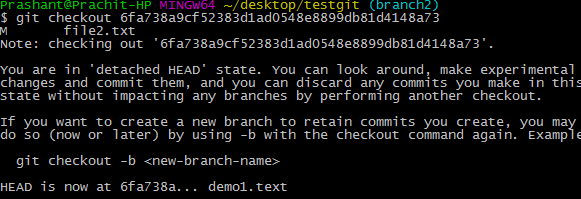 Prashant@Prachit-HP MINGW64 ~/desktop/testgit (branch2)
$ git checkout 6fa738a9cf52383d1ad0548e8899db81d4148a73
M       file2.txt
Note: checking out '6fa738a9cf52383d1ad0548e8899db81d4148a73'.

You are in 'detached HEAD' state. You can look around, make experimental
changes and commit them, and you can discard any commits you make in this
state without impacting any branches by performing another checkout.

If you want to create a new branch to retain commits you create, you may
do so (now or later) by using -b with the checkout command again. Example

  git checkout -b <new-branch-name>

HEAD is now at 6fa738a... demo1.text